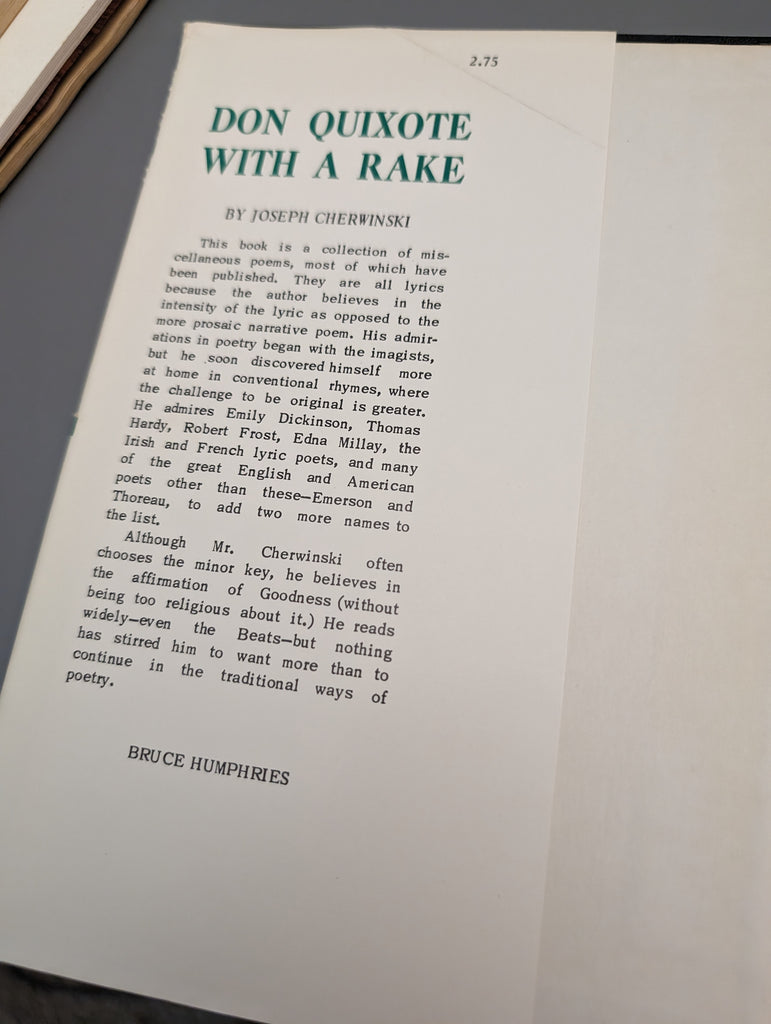 2.75
DON QUIXOTE
WITH A RAKE
BY JOSEPH CHERWINSKI
This book is a collection of mis-
cellaneous poems, most of which have
been published. They are all lyrics
because the author believes in the
intensity of the lyric as opposed to the
more prosaic narrative poem. His admir-
ations in poetry began with the imagists,
but he soon discovered himself more
at home in conventional rhymes, where
the challenge to be original is greater.
He admires Emily Dickinson, Thomas
Hardy, Robert Frost, Edna Millay, the
Irish and French lyric poets, and many
of the great English and American
poets other than these—Emerson and
Thoreau, to add two more names to
the list.
Although Mr. Cherwinski often
chooses the minor key, he believes in
the affirmation of Goodness (without
being too religious about it.) He reads
widely—even the Beats—but nothing
has stirred him to want more than to
continue in the traditional ways of
poetry.
BRUCE HUMPHRIES